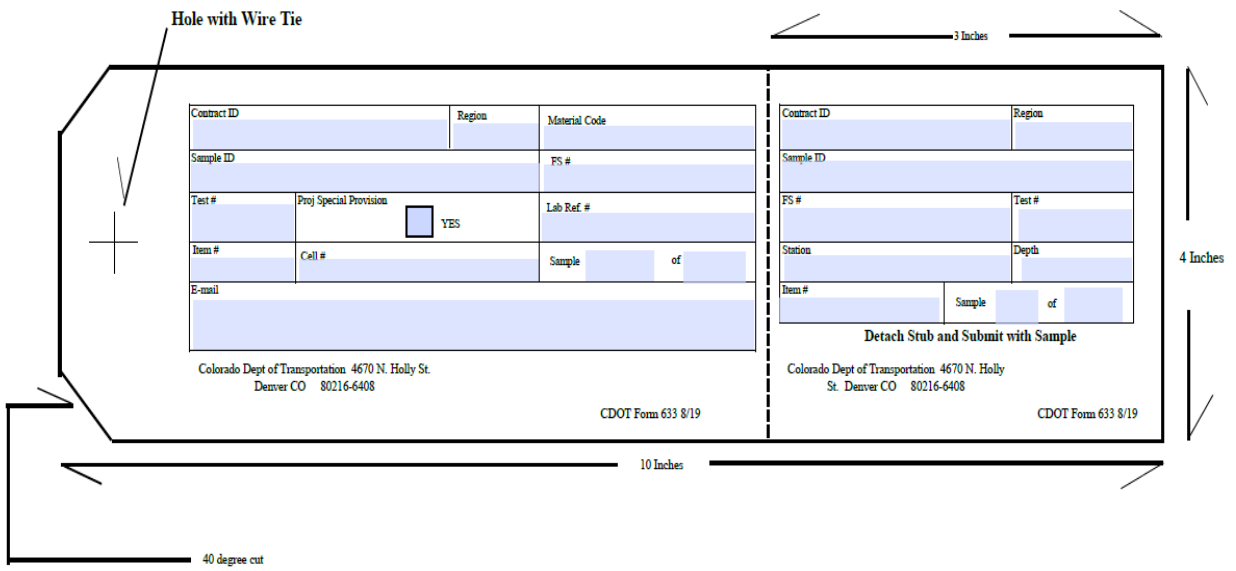 Hole with Wire Tie
3 Inches
Contract ID
Region
Material Code
Sample ID
FS #
Test #
Proj Special Provision
YES
Lab Ref. #
Item #
Cell #
Sample of
E-mail
Colorado Dept of Transportation 4670 N. Holly St.
Denver CO 80216-6408
CDOT Form 633 8/19
Contract ID
Region
Sample ID
FS #
Test #
Station
Depth
Item #
Sample of
Detach Stub and Submit with Sample
Colorado Dept of Transportation 4670 N. Holly
St. Denver CO 80216-6408
CDOT Form 633 8/19
4 Inches
10 Inches
40 degree cut